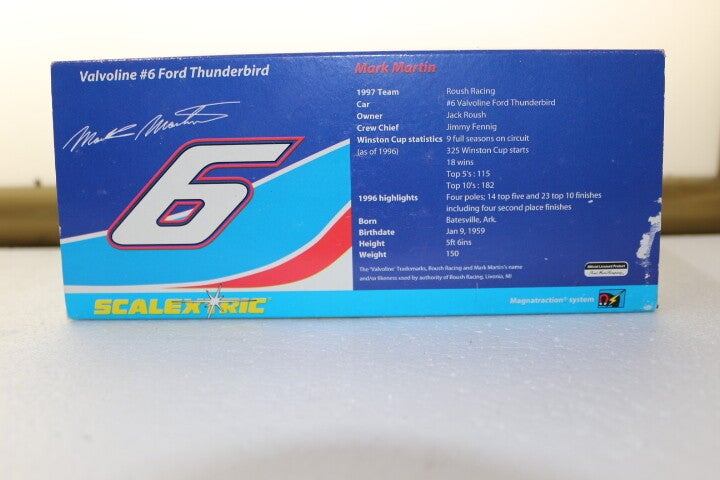 Valvoline #6 Ford Thunderbird
Mark Martin
6
SCALEXTRIC
Mark Martin
1997 Team Roush Racing
Car #6 Valvoline Ford Thunderbird
Owner Jack Roush
Crew Chief Jimmy Fennig
Winston Cup statistics 9 full seasons on circuit
(as of 1996) 325 Winston Cup starts
18 wins
Top 5's : 115
Top 10's : 182
1996 highlights Four poles; 14 top five and 23 top 10 finishes
including four second place finishes
Born Batesville, Ark.
Birthdate Jan 9, 1959
Height 5ft 6ins
Weight 150
The 'Valvoline' Trademarks, Roush Racing and Mark Martin's name
and/or likeness used by authority of Roush Racing, Livonia, MI
Official Licensed Product
Magnatraction® system